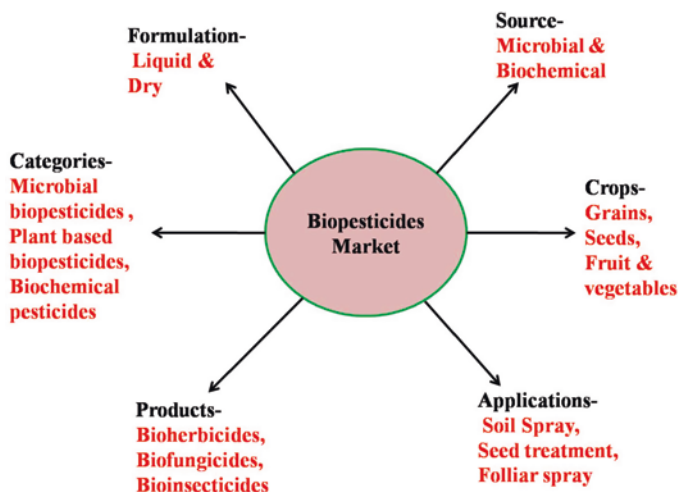 Formulation-
Liquid &
Dry
Source-
Microbial &
Biochemical
Categories-
Microbial
biopesticides ,
Plant based
biopesticides,
Biochemical
pesticides
Biopesticides
Market
Crops-
Grains,
Seeds,
Fruit &
vegetables
Products-
Bioherbicides,
Biofungicides,
Bioinsecticides
Applications-
Soil Spray,
Seed treatment,
Folliar spray